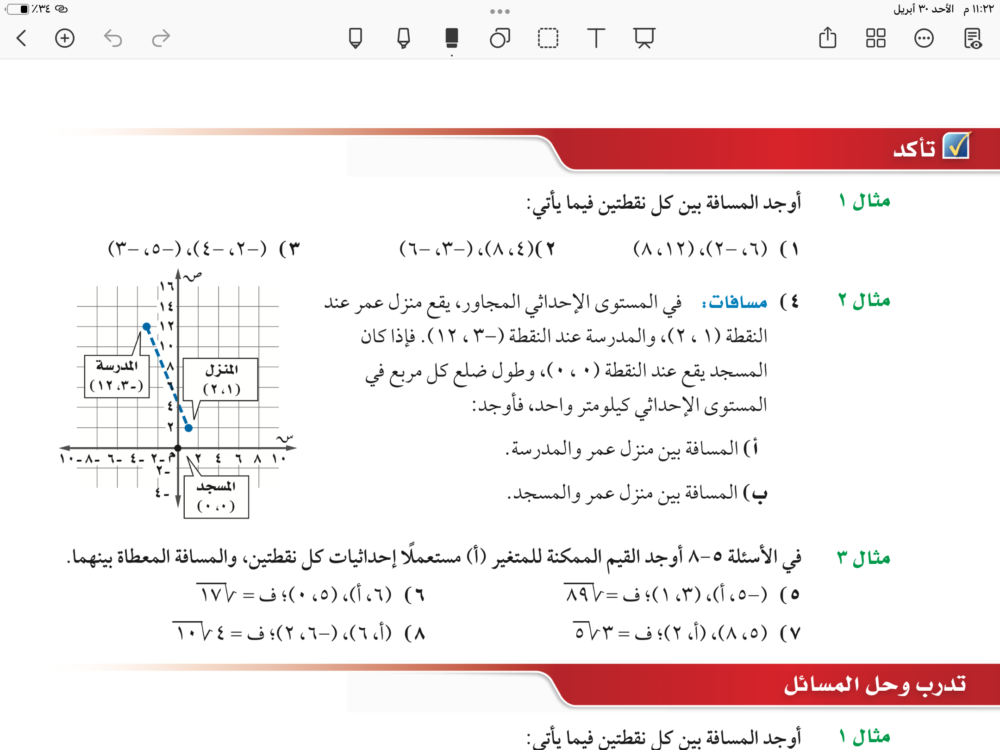 ١١:٢٢ م الأحد ٣٠ أبريل
٪٣٤
تأكد
مثال ١ أوجد المسافة بين كل نقطتين فيما يأتي:
١) (٦، −٢)، (١٢، ٨) ٢)(٤، ٨)، (−٣، −٦) ٣) (−٢، −٤)، (−٥، −٣)
مثال ٢ ٤) مسافات: في المستوى الإحداثي المجاور، يقع منزل عمر عند
النقطة (١ ، ٢)، والمدرسة عند النقطة (−٣ ، ١٢). فإذا كان
المسجد يقع عند النقطة (٠ ، ٠)، وطول ضلع كل مربع في
المستوى الإحداثي كيلومتر واحد، فأوجد:
أ) المسافة بين منزل عمر والمدرسة.
ب) المسافة بين منزل عمر والمسجد.
ص
١٦
١٤
١٢
١٠
٨
٦
٤
٢
المدرسة
(−٣، ١٢)
المنزل
(١، ٢)
س
١٠ ٨ ٦ ٤ ٢ م −٢ −٤ −٦ −٨ −١٠
−٢
−٤
المسجد
(٠، ٠)
مثال ٣ في الأسئلة ٥−٨ أوجد القيم الممكنة للمتغير (أ) مستعملًا إحداثيات كل نقطتين، والمسافة المعطاة بينهما.
٥) (−٥، أ)، (٣، ١)؛ ف = √٨٩ ٦) (٦، أ)، (٥، ٠)؛ ف = √١٧
٧) (٥، ٨)، (أ، ٢)؛ ف = ٣√٥ ٨) (أ، ٦)، (−٦، ٢)؛ ف = ٤√١٠
تدرب وحل المسائل
مثال ١ أوجد المسافة بين كل نقطتين فيما يأتي: